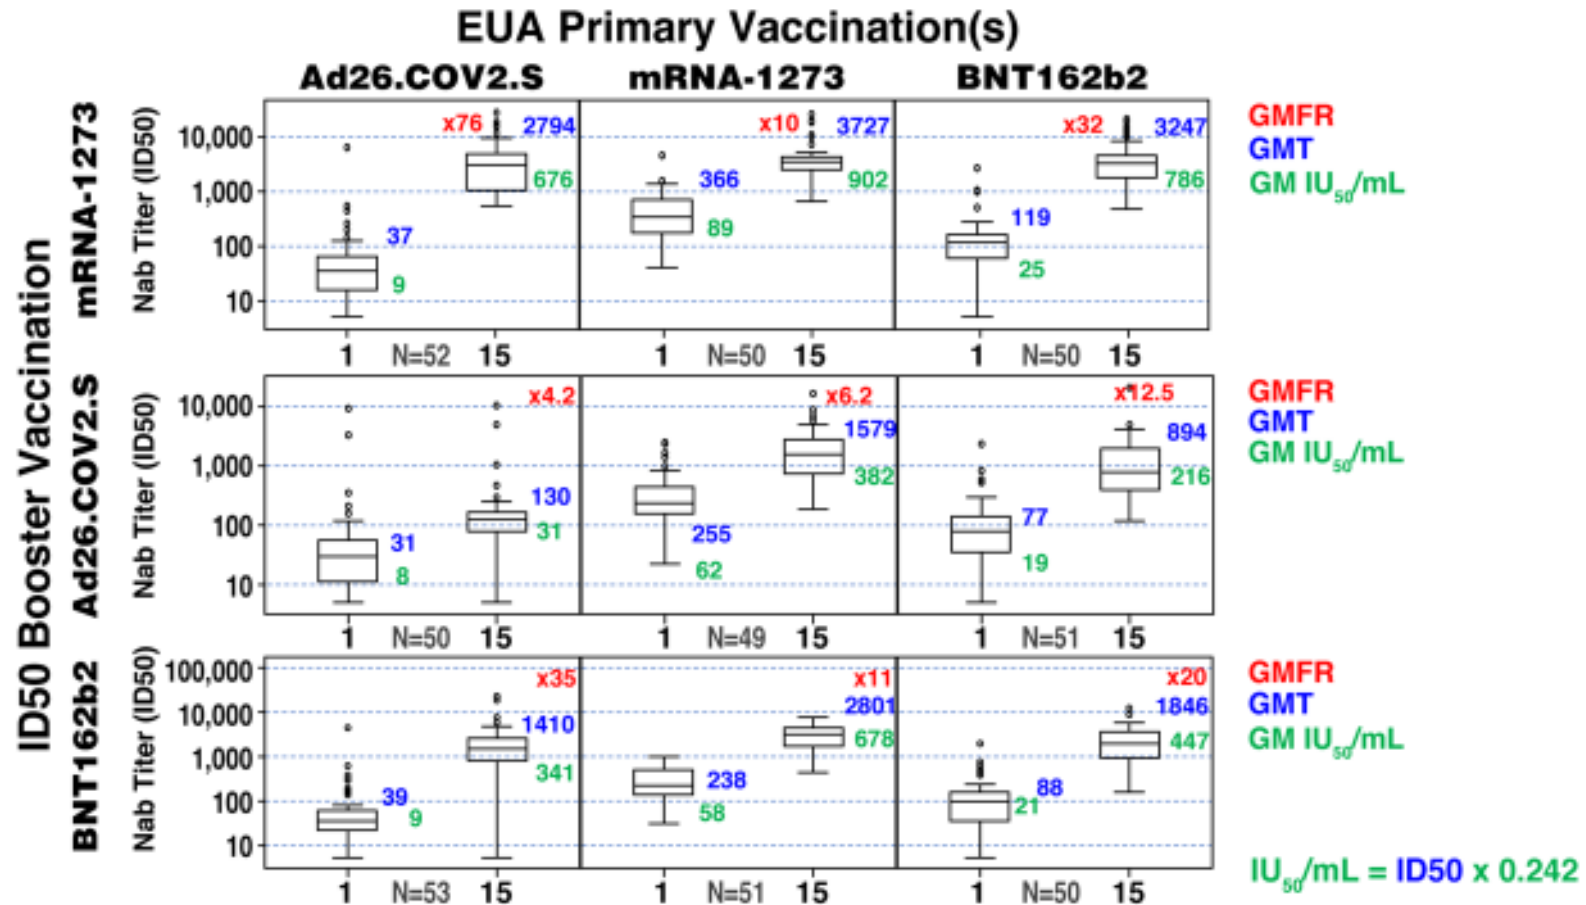 EUA Primary Vaccination(s)
Ad26.COV2.S mRNA-1273 BNT162b2
ID50 Booster Vaccination
mRNA-1273
Nab Titer (ID50)
10,000
1,000
100
10
x76 2794
676
37
9
x10 3727
902
366
89
x32 3247
786
119
25
GMFR
GMT
GM IU50/mL
1 N=52 15 1 N=50 15 1 N=50 15
Ad26.COV2.S
Nab Titer (ID50)
10,000
1,000
100
10
x4.2
130
31
31
8
x6.2
1579
382
255
62
x12.5
894
216
77
19
GMFR
GMT
GM IU50/mL
1 N=50 15 1 N=49 15 1 N=51 15
BNT162b2
Nab Titer (ID50)
100,000
10,000
1,000
100
10
x35
1410
341
39
9
x11
2801
678
238
58
x20
1846
447
88
21
GMFR
GMT
GM IU50/mL
1 N=53 15 1 N=51 15 1 N=50 15
IU50/mL = ID50 x 0.242